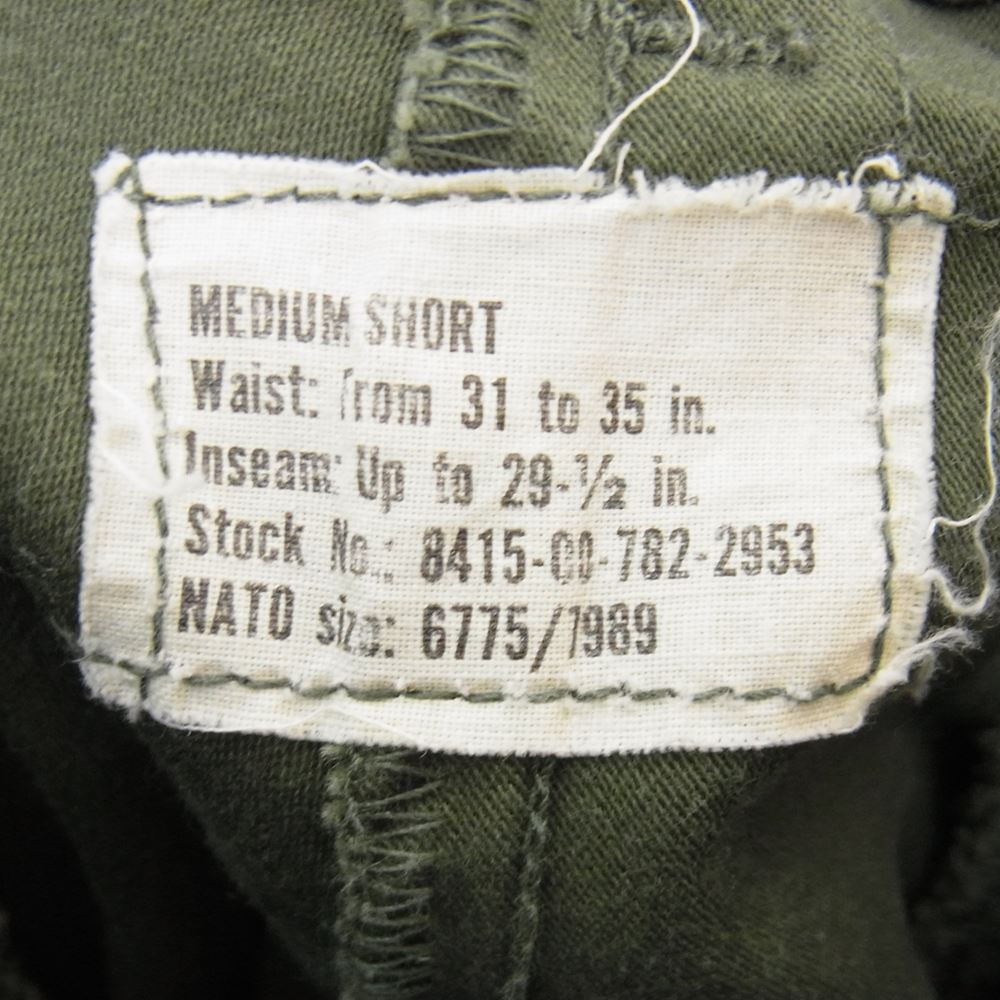 MEDIUM SHORT
Waist: from 31 to 35 in.
Inseam: Up to 29-½ in.
Stock No.: 8415-00-782-2953
NATO size: 6775/7989